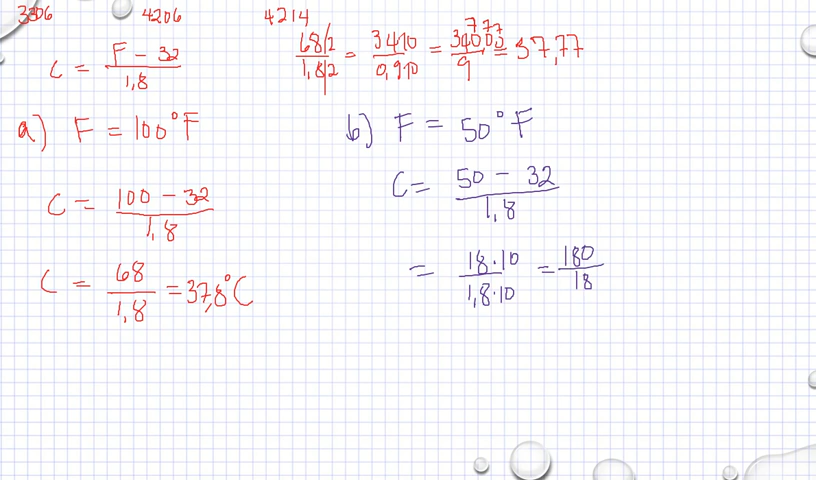 3306 4206 4214
C = (F - 32)/1,8
(68/2)/(1,8/2) = (34·10)/(0,9·10) = 340/9 = 37,77
777
a) F = 100°F
C = (100 - 32)/1,8
C = 68/1,8 = 37,8°C
b) F = 50°F
C = (50 - 32)/1,8
= (18·10)/(1,8·10) = 180/18